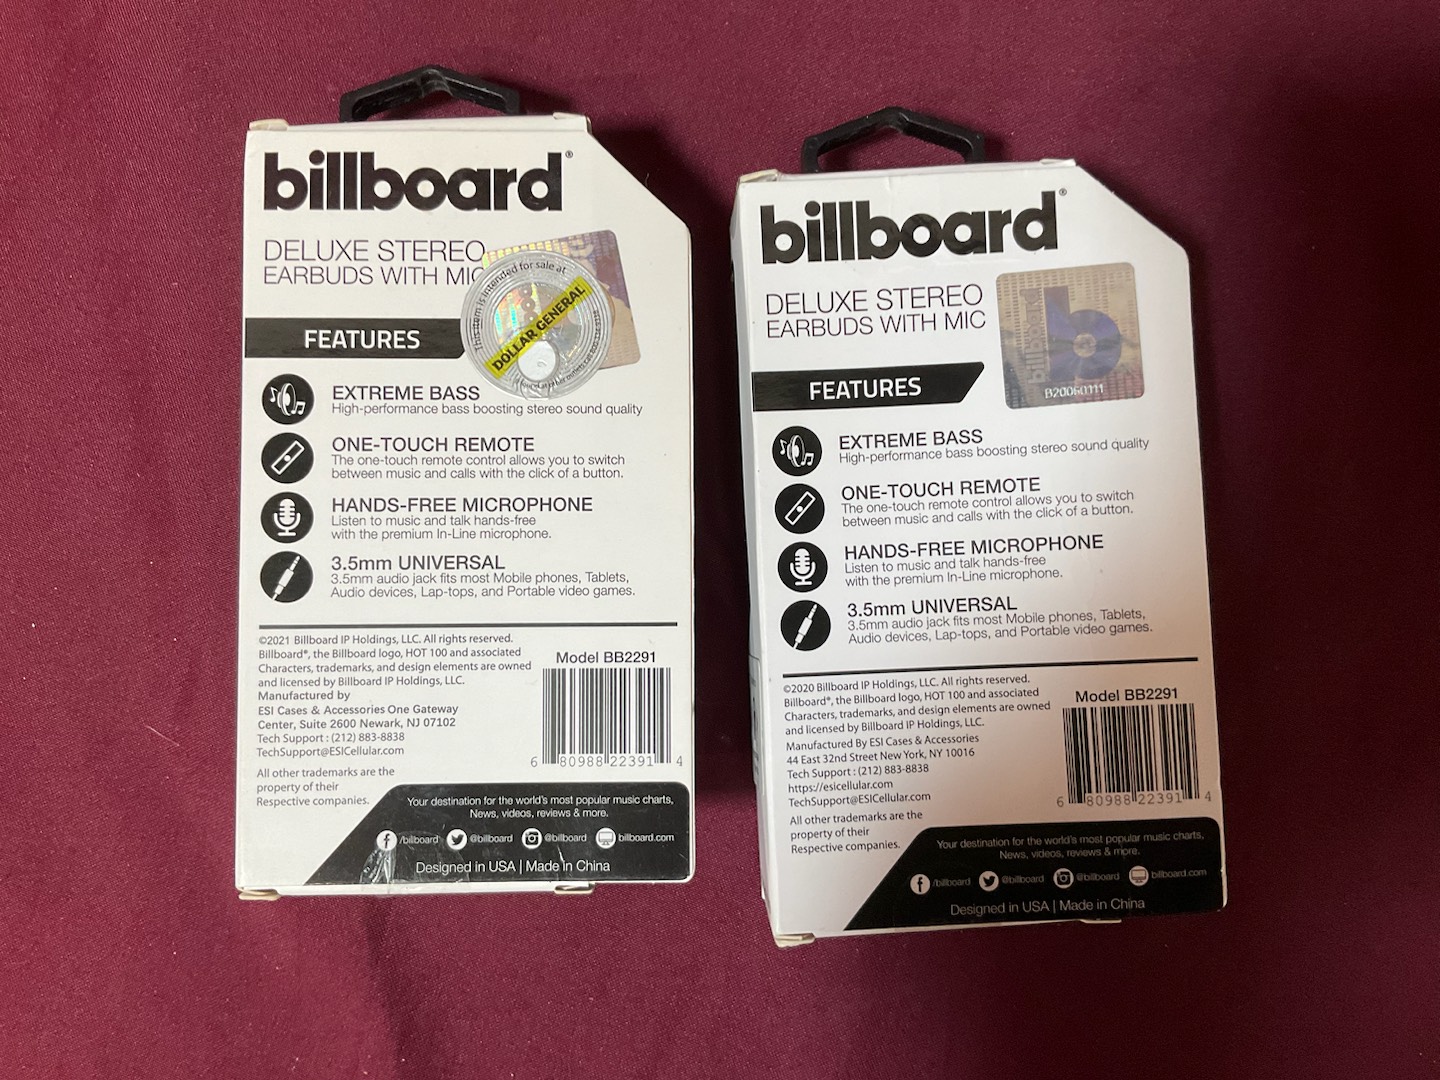 billboard®
DELUXE STEREO
EARBUDS WITH MIC
This item is intended for sale at
DOLLAR GENERAL
FEATURES
EXTREME BASS
High-performance bass boosting stereo sound quality
ONE-TOUCH REMOTE
The one-touch remote control allows you to switch
between music and calls with the click of a button.
HANDS-FREE MICROPHONE
Listen to music and talk hands-free
with the premium In-Line microphone.
3.5mm UNIVERSAL
3.5mm audio jack fits most Mobile phones, Tablets,
Audio devices, Lap-tops, and Portable video games.
©2021 Billboard IP Holdings, LLC. All rights reserved.
Billboard®, the Billboard logo, HOT 100 and associated
Characters, trademarks, and design elements are owned
and licensed by Billboard IP Holdings, LLC.
Manufactured by
ESI Cases & Accessories One Gateway
Center, Suite 2600 Newark, NJ 07102
Tech Support : (212) 883-8838
TechSupport@ESICellular.com
All other trademarks are the
property of their
Respective companies.
Model BB2291
6 80988 22391 4
Your destination for the world's most popular music charts,
News, videos, reviews & more.
/billboard @billboard @billboard billboard.com
Designed in USA | Made in China
billboard®
DELUXE STEREO
EARBUDS WITH MIC
billboard
B20060111
FEATURES
EXTREME BASS
High-performance bass boosting stereo sound quality
ONE-TOUCH REMOTE
The one-touch remote control allows you to switch
between music and calls with the click of a button.
HANDS-FREE MICROPHONE
Listen to music and talk hands-free
with the premium In-Line microphone.
3.5mm UNIVERSAL
3.5mm audio jack fits most Mobile phones, Tablets,
Audio devices, Lap-tops, and Portable video games.
©2020 Billboard IP Holdings, LLC. All rights reserved.
Billboard®, the Billboard logo, HOT 100 and associated
Characters, trademarks, and design elements are owned
and licensed by Billboard IP Holdings, LLC.
Manufactured By ESI Cases & Accessories
44 East 32nd Street New York, NY 10016
Tech Support : (212) 883-8838
https://esicellular.com
TechSupport@ESICellular.com
All other trademarks are the
property of their
Respective companies.
Model BB2291
6 80988 22391 4
Your destination for the world's most popular music charts,
News, videos, reviews & more.
/billboard @billboard @billboard billboard.com
Designed in USA | Made in China